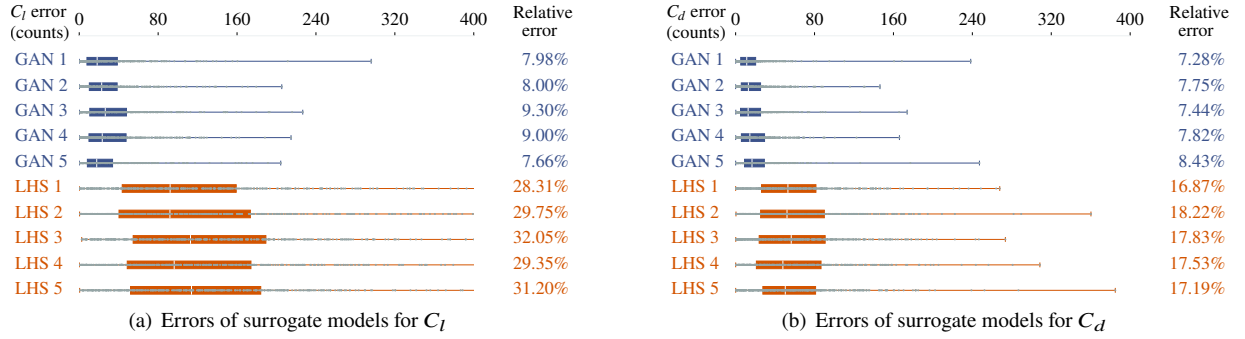 C_l error (counts) 0 80 160 240 320 400 Relative error
GAN 1 7.98%
GAN 2 8.00%
GAN 3 9.30%
GAN 4 9.00%
GAN 5 7.66%
LHS 1 28.31%
LHS 2 29.75%
LHS 3 32.05%
LHS 4 29.35%
LHS 5 31.20%
(a) Errors of surrogate models for C_l
C_d error (counts) 0 80 160 240 320 400 Relative error
GAN 1 7.28%
GAN 2 7.75%
GAN 3 7.44%
GAN 4 7.82%
GAN 5 8.43%
LHS 1 16.87%
LHS 2 18.22%
LHS 3 17.83%
LHS 4 17.53%
LHS 5 17.19%
(b) Errors of surrogate models for C_d